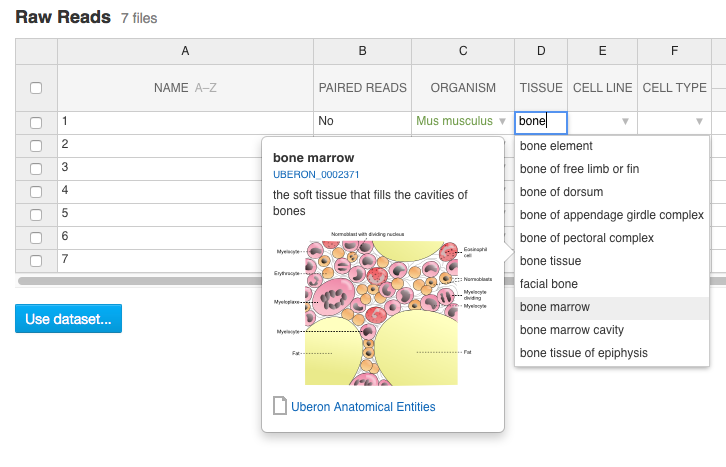 Raw Reads 7 files
A B C D E F
NAME A–Z PAIRED READS ORGANISM TISSUE CELL LINE CELL TYPE
1 No Mus musculus bone
2
3
4
5
6
7
bone element
bone of free limb or fin
bone of dorsum
bone of appendage girdle complex
bone of pectoral complex
bone tissue
facial bone
bone marrow
bone marrow cavity
bone tissue of epiphysis
bone marrow
UBERON_0002371
the soft tissue that fills the cavities of
bones
Normoblast with dividing nucleus
Myelocyte
Erythrocyte
Myeloplaxe
Myelocyte
Fat
Eosinophil
cell
Normoblasts
Myelocyte
dividing
Myelocyte
Fat
Uberon Anatomical Entities
Use dataset...